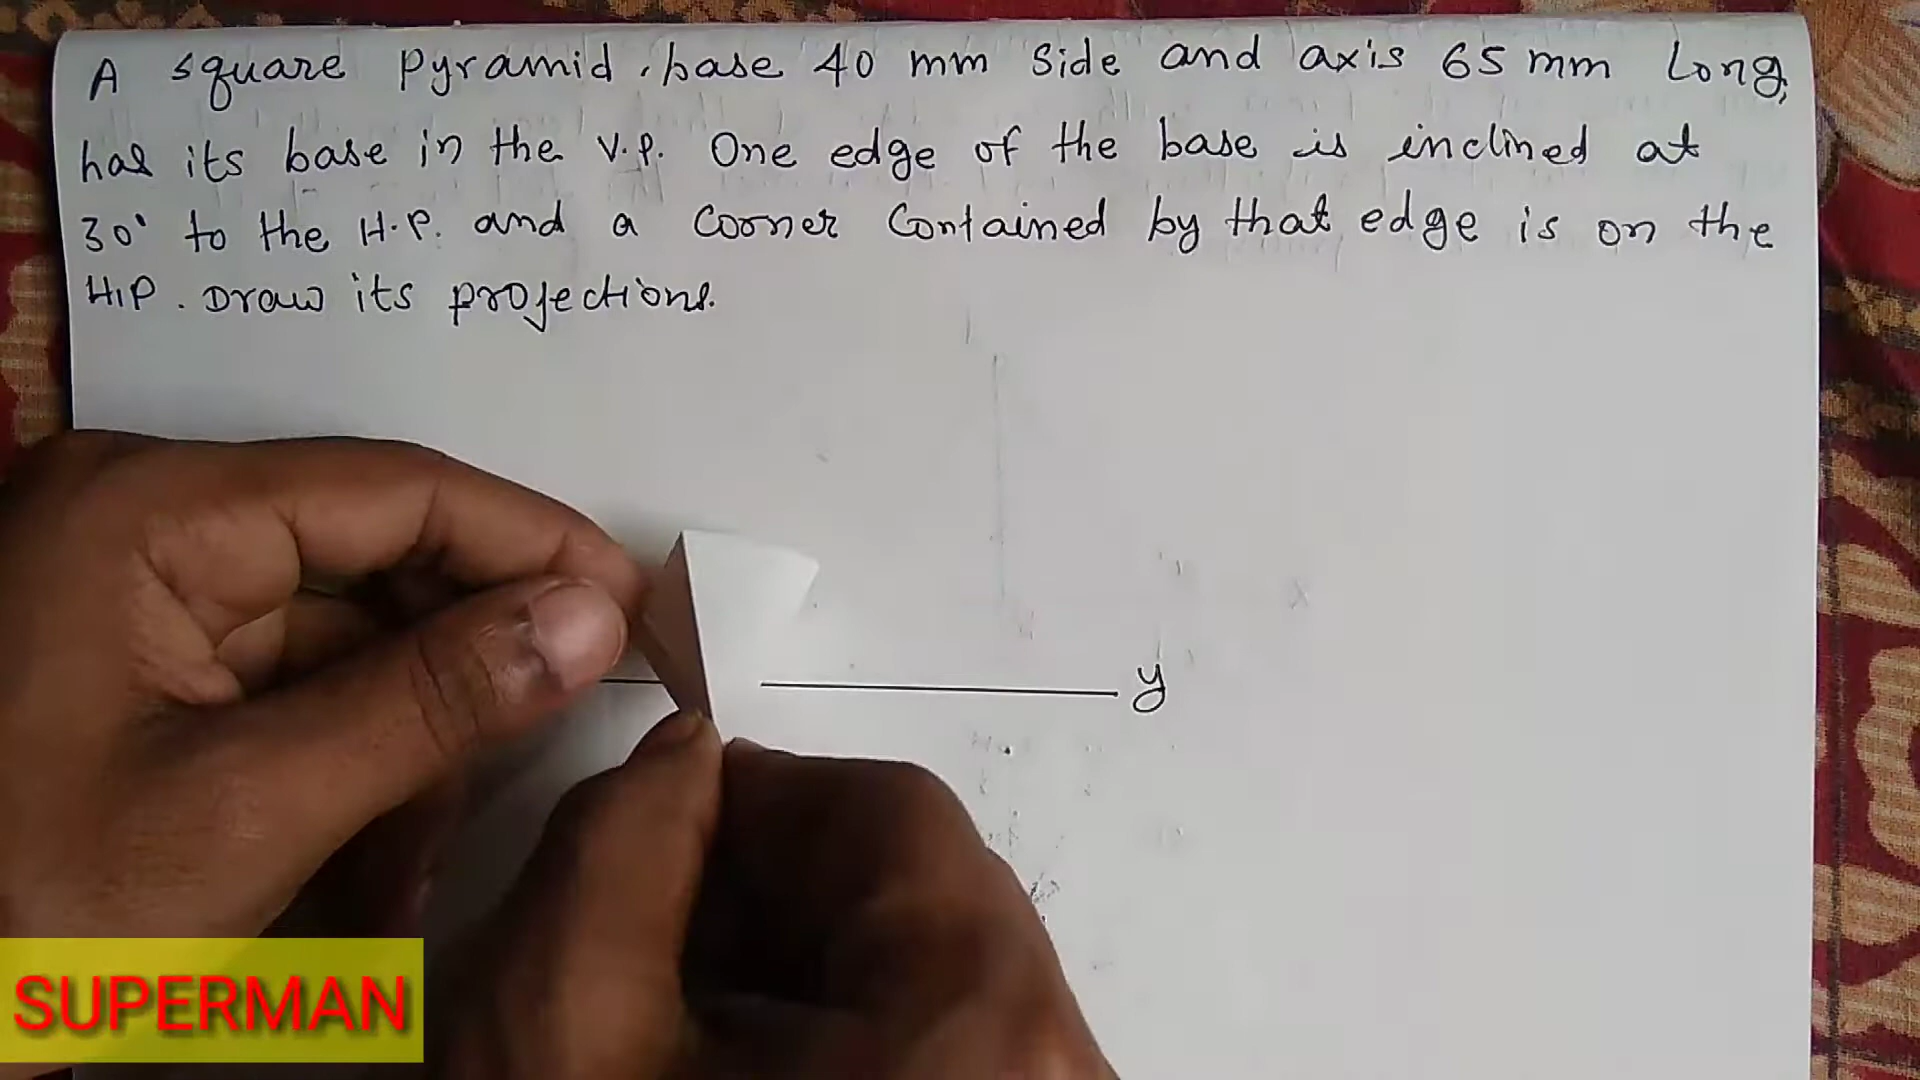 A square pyramid, base 40 mm side and axis 65 mm long,
has its base in the V.P. One edge of the base is inclined at
30° to the H.P. and a corner contained by that edge is on the
H.P. Draw its projections.
y
SUPERMAN